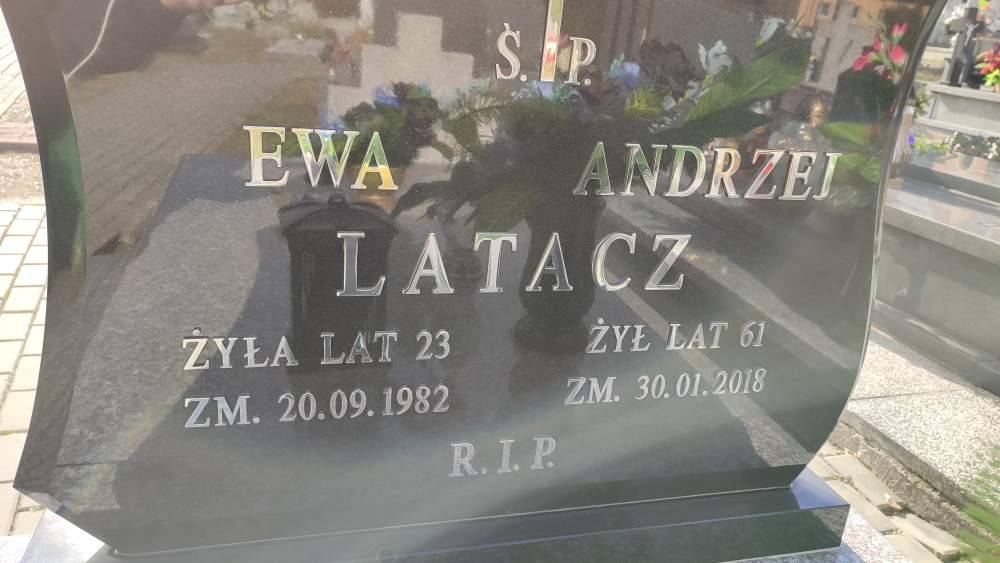 Ś. P.
EWA ANDRZEJ
LATACZ
ŻYŁA LAT 23 ŻYŁ LAT 61
ZM. 20.09.1982 ZM. 30.01.2018
R. I. P.